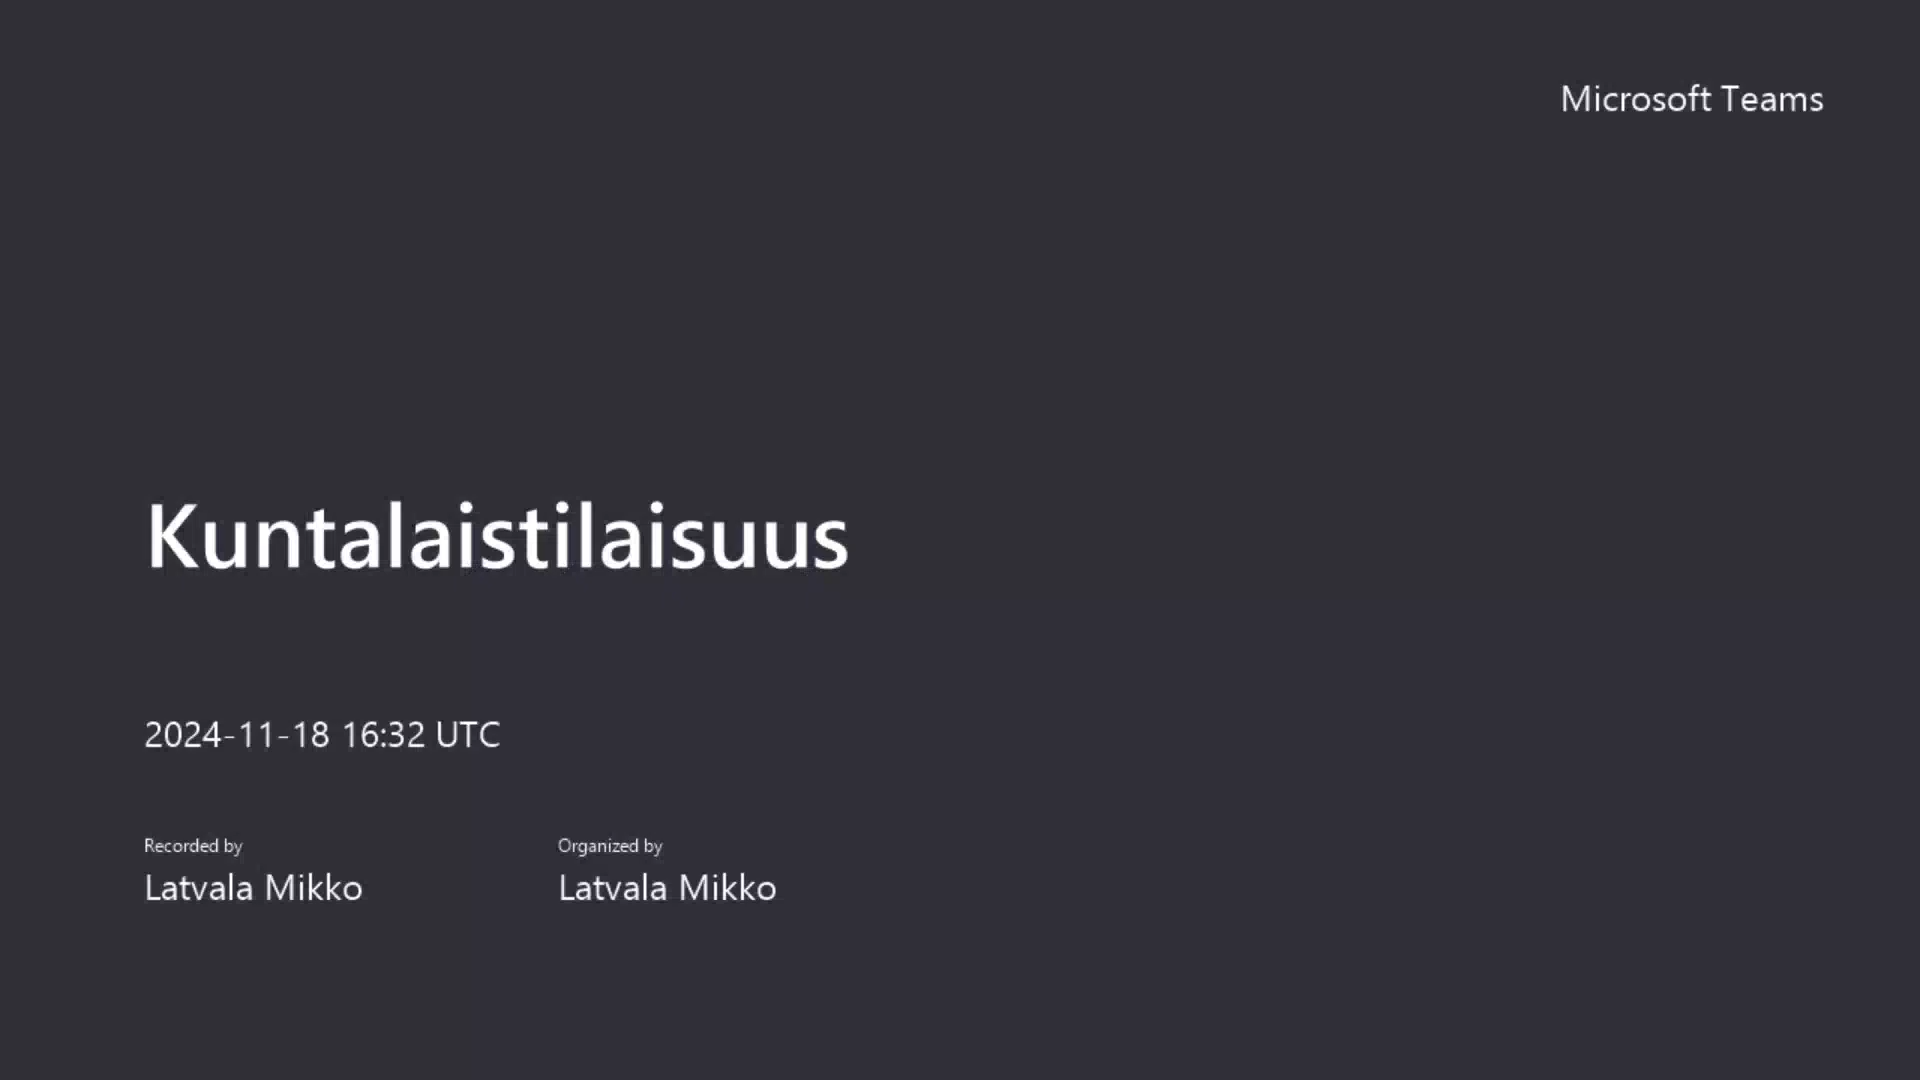 Microsoft Teams
Kuntalaistilaisuus
2024-11-18 16:32 UTC
Recorded by
Latvala Mikko
Organized by
Latvala Mikko